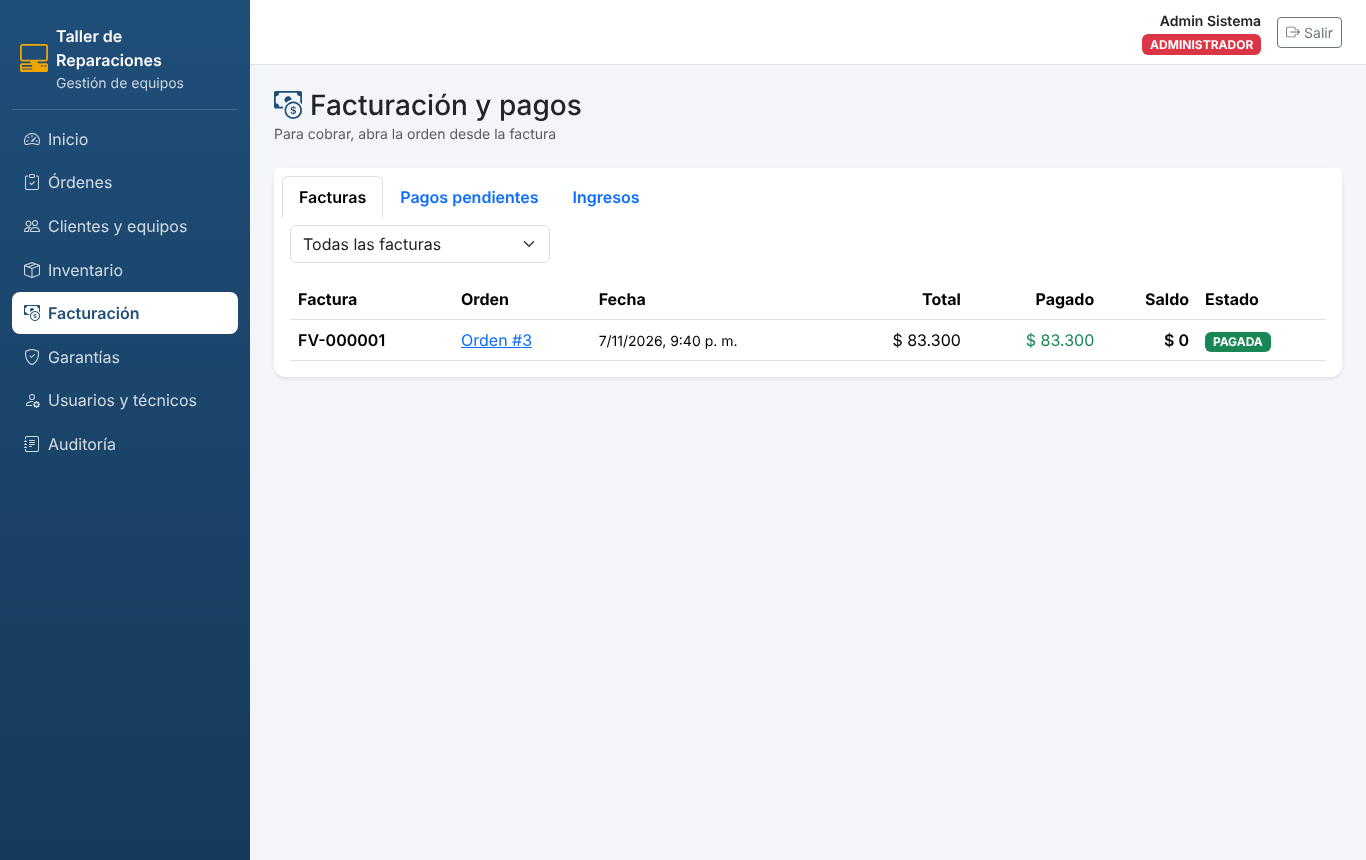 Taller de
Reparaciones
Gestión de equipos
Inicio
Órdenes
Clientes y equipos
Inventario
Facturación
Garantías
Usuarios y técnicos
Auditoría
Admin Sistema
ADMINISTRADOR
Salir
Facturación y pagos
Para cobrar, abra la orden desde la factura
Facturas Pagos pendientes Ingresos
Todas las facturas
Factura Orden Fecha Total Pagado Saldo Estado
FV-000001 Orden #3 7/11/2026, 9:40 p. m. $ 83.300 $ 83.300 $ 0 PAGADA